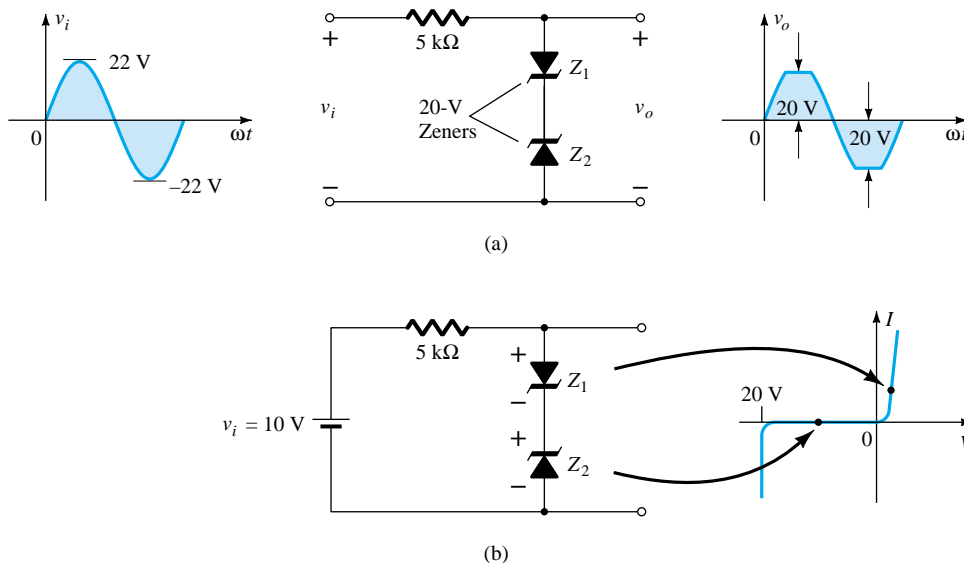 v_i
22 V
0
ωt
–22 V
+
5 kΩ
+
Z_1
v_i
20-V
Zeners
v_o
Z_2
–
–
v_o
20 V
0
20 V
ωt
(a)
5 kΩ
+
Z_1
–
v_i = 10 V
+
Z_2
–
I
20 V
0
(b)